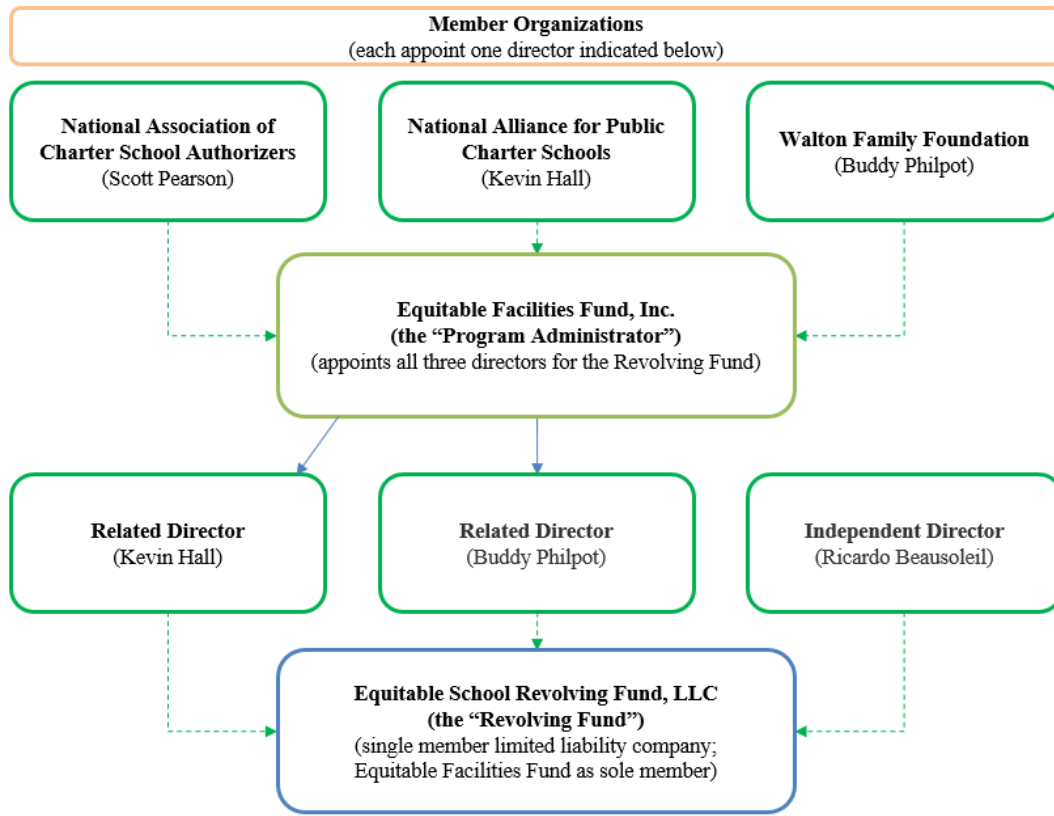 Member Organizations
(each appoint one director indicated below)
National Association of
Charter School Authorizers
(Scott Pearson)
National Alliance for Public
Charter Schools
(Kevin Hall)
Walton Family Foundation
(Buddy Philpot)
Equitable Facilities Fund, Inc.
(the “Program Administrator”)
(appoints all three directors for the Revolving Fund)
Related Director
(Kevin Hall)
Related Director
(Buddy Philpot)
Independent Director
(Ricardo Beausoleil)
Equitable School Revolving Fund, LLC
(the “Revolving Fund”)
(single member limited liability company;
Equitable Facilities Fund as sole member)